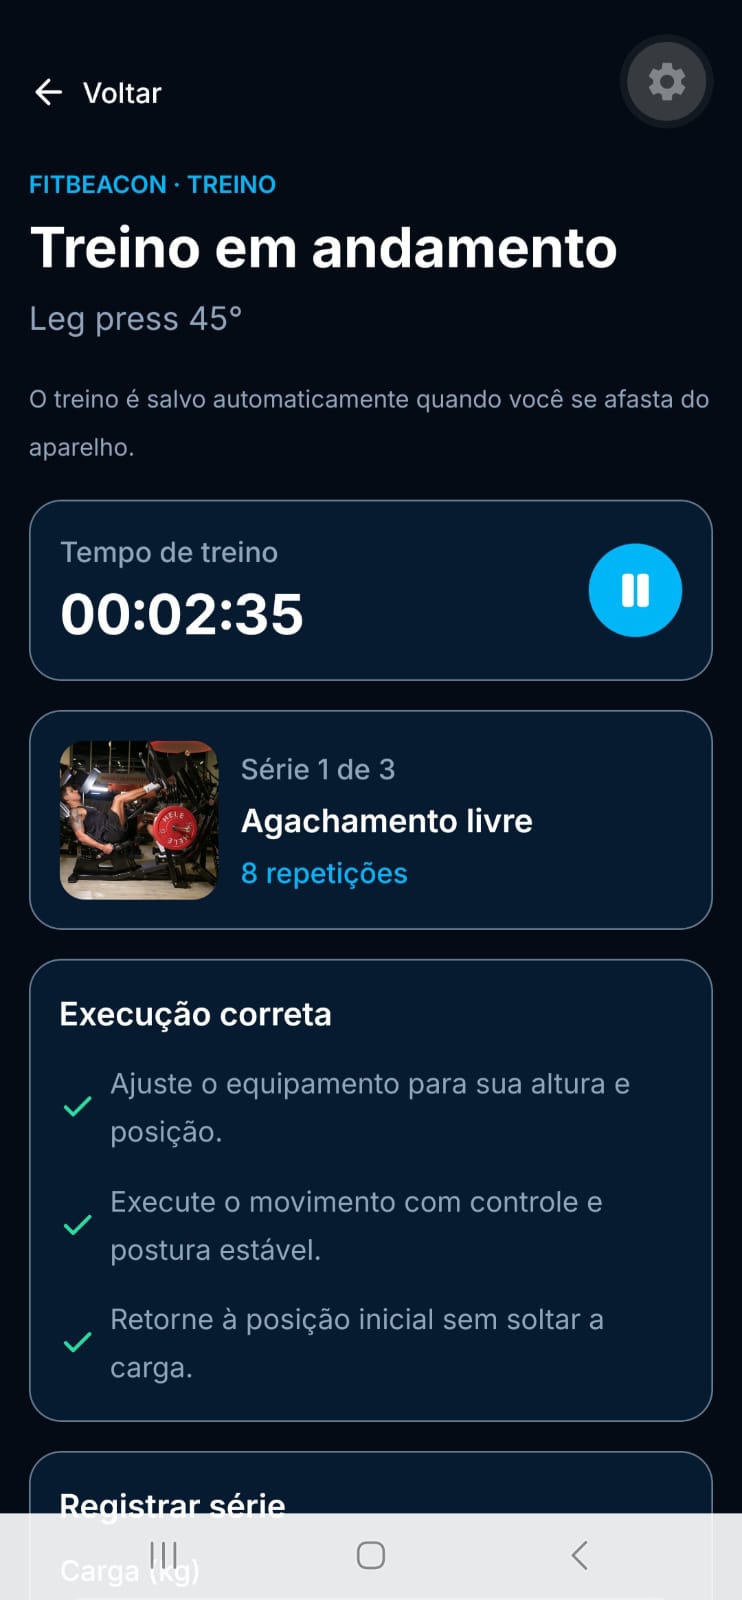 Voltar
FITBEACON · TREINO
Treino em andamento
Leg press 45°
O treino é salvo automaticamente quando você se afasta do
aparelho.
Tempo de treino
00:02:35
Série 1 de 3
Agachamento livre
8 repetições
Execução correta
Ajuste o equipamento para sua altura e
posição.
Execute o movimento com controle e
postura estável.
Retorne à posição inicial sem soltar a
carga.
Registrar série
Carga (kg)